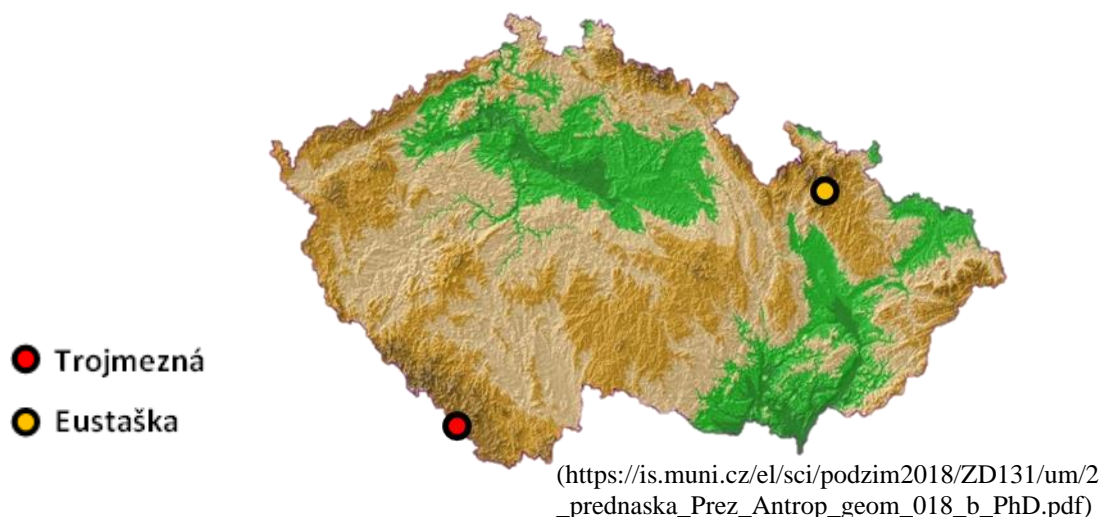 Trojmezná
Eustaška
(https://is.muni.cz/el/sci/podzim2018/ZD131/um/2
_prednaska_Prez_Antrop_geom_018_b_PhD.pdf)